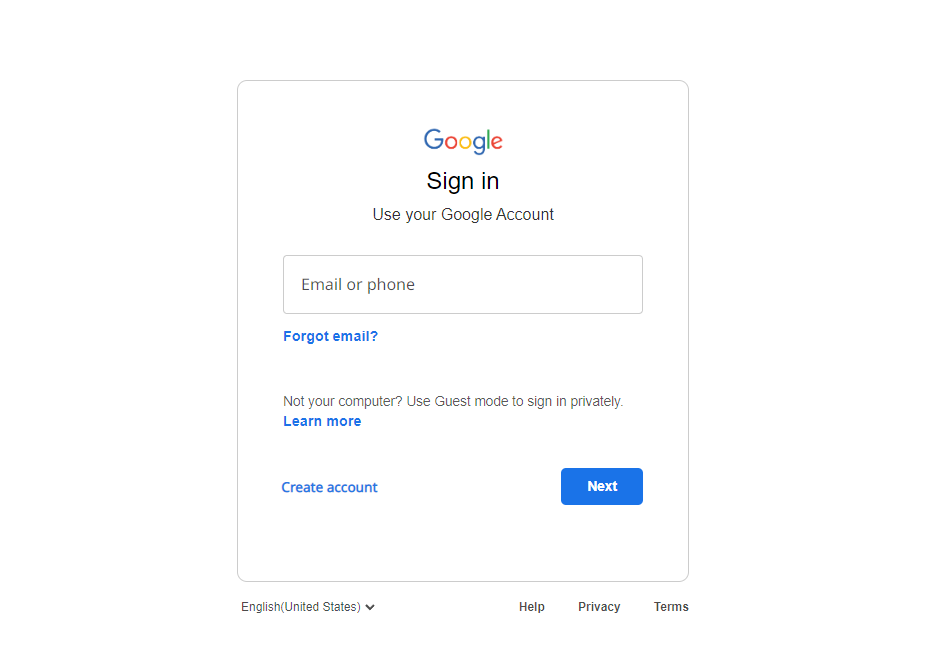 Google
Sign in
Use your Google Account
Email or phone
Forgot email?
Not your computer? Use Guest mode to sign in privately.
Learn more
Create account
Next
English(United States)
Help Privacy Terms